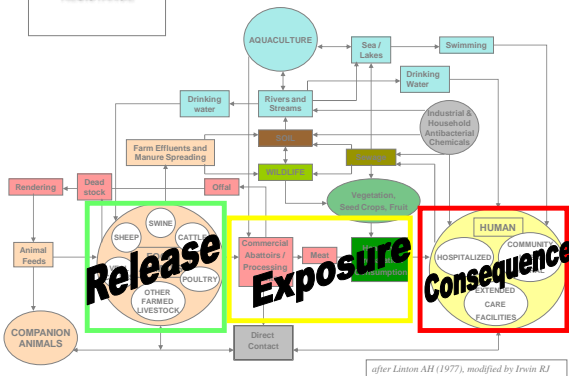 AQUACULTURE
Sea /
Lakes
Swimming
Drinking
Water
Drinking
water
Rivers and
Streams
Industrial &
Household
Antibacterial
Chemicals
SOIL
Farm Effluents and
Manure Spreading
WILDLIFE
Rendering
Dead
stock
Offal
Vegetation,
Seed Crops, Fruit
SWINE
SHEEP
CATTLE
HUMAN
Animal
Feeds
Commercial
Abattoirs /
Processing
Meat
HOSPITALIZED
COMMUNITY
Release
Exposure
Consequence
POULTRY
OTHER
FARMED
LIVESTOCK
EXTENDED
CARE
FACILITIES
COMPANION
ANIMALS
Direct
Contact
after Linton AH (1977), modified by Irwin RJ